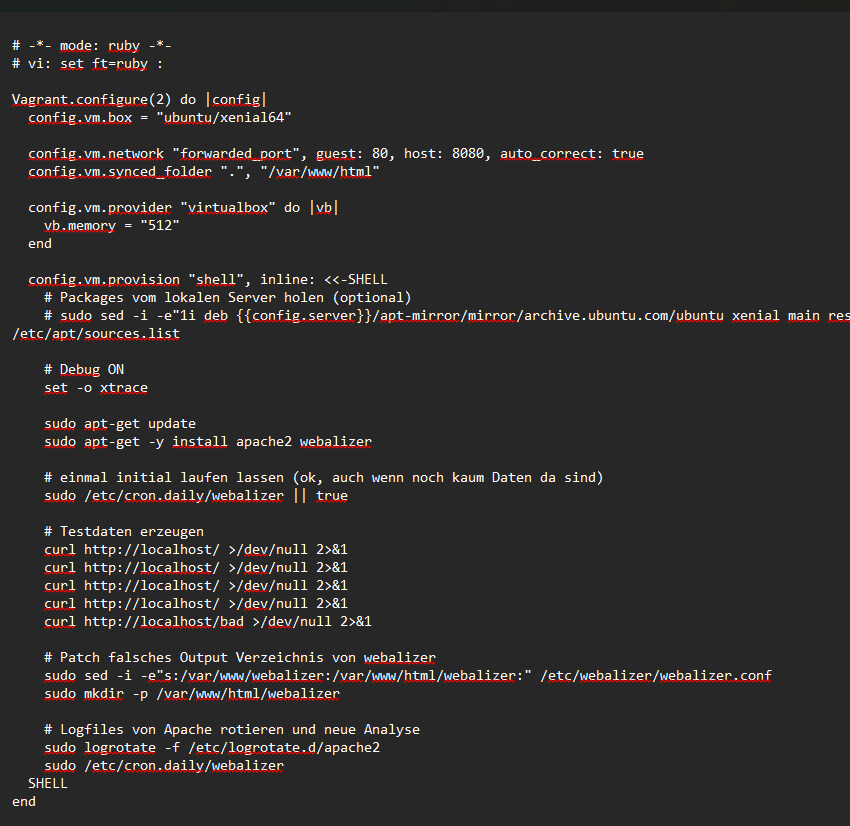 # -*- mode: ruby -*-
# vi: set ft=ruby :
Vagrant.configure(2) do |config|
config.vm.box = "ubuntu/xenial64"
config.vm.network "forwarded_port", guest: 80, host: 8080, auto_correct: true
config.vm.synced_folder ".", "/var/www/html"
config.vm.provider "virtualbox" do |vb|
vb.memory = "512"
end
config.vm.provision "shell", inline: <<-SHELL
# Packages vom lokalen Server holen (optional)
# sudo sed -i -e"1i deb {{config.server}}/apt-mirror/mirror/archive.ubuntu.com/ubuntu xenial main res
/etc/apt/sources.list
# Debug ON
set -o xtrace
sudo apt-get update
sudo apt-get -y install apache2 webalizer
# einmal initial laufen lassen (ok, auch wenn noch kaum Daten da sind)
sudo /etc/cron.daily/webalizer || true
# Testdaten erzeugen
curl http://localhost/ >/dev/null 2>&1
curl http://localhost/ >/dev/null 2>&1
curl http://localhost/ >/dev/null 2>&1
curl http://localhost/ >/dev/null 2>&1
curl http://localhost/bad >/dev/null 2>&1
# Patch falsches Output Verzeichnis von webalizer
sudo sed -i -e"s:/var/www/webalizer:/var/www/html/webalizer:" /etc/webalizer/webalizer.conf
sudo mkdir -p /var/www/html/webalizer
# Logfiles von Apache rotieren und neue Analyse
sudo logrotate -f /etc/logrotate.d/apache2
sudo /etc/cron.daily/webalizer
SHELL
end